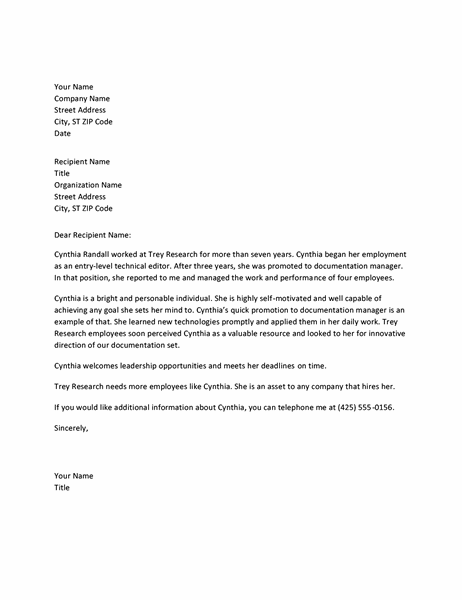 Your Name
Company Name
Street Address
City, ST ZIP Code
Date
Recipient Name
Title
Organization Name
Street Address
City, ST ZIP Code
Dear Recipient Name:
Cynthia Randall worked at Trey Research for more than seven years. Cynthia began her employment
as an entry-level technical editor. After three years, she was promoted to documentation manager.
In that position, she reported to me and managed the work and performance of four employees.
Cynthia is a bright and personable individual. She is highly self-motivated and well capable of
achieving any goal she sets her mind to. Cynthia’s quick promotion to documentation manager is an
example of that. She learned new technologies promptly and applied them in her daily work. Trey
Research employees soon perceived Cynthia as a valuable resource and looked to her for innovative
direction of our documentation set.
Cynthia welcomes leadership opportunities and meets her deadlines on time.
Trey Research needs more employees like Cynthia. She is an asset to any company that hires her.
If you would like additional information about Cynthia, you can telephone me at (425) 555-0156.
Sincerely,
Your Name
Title